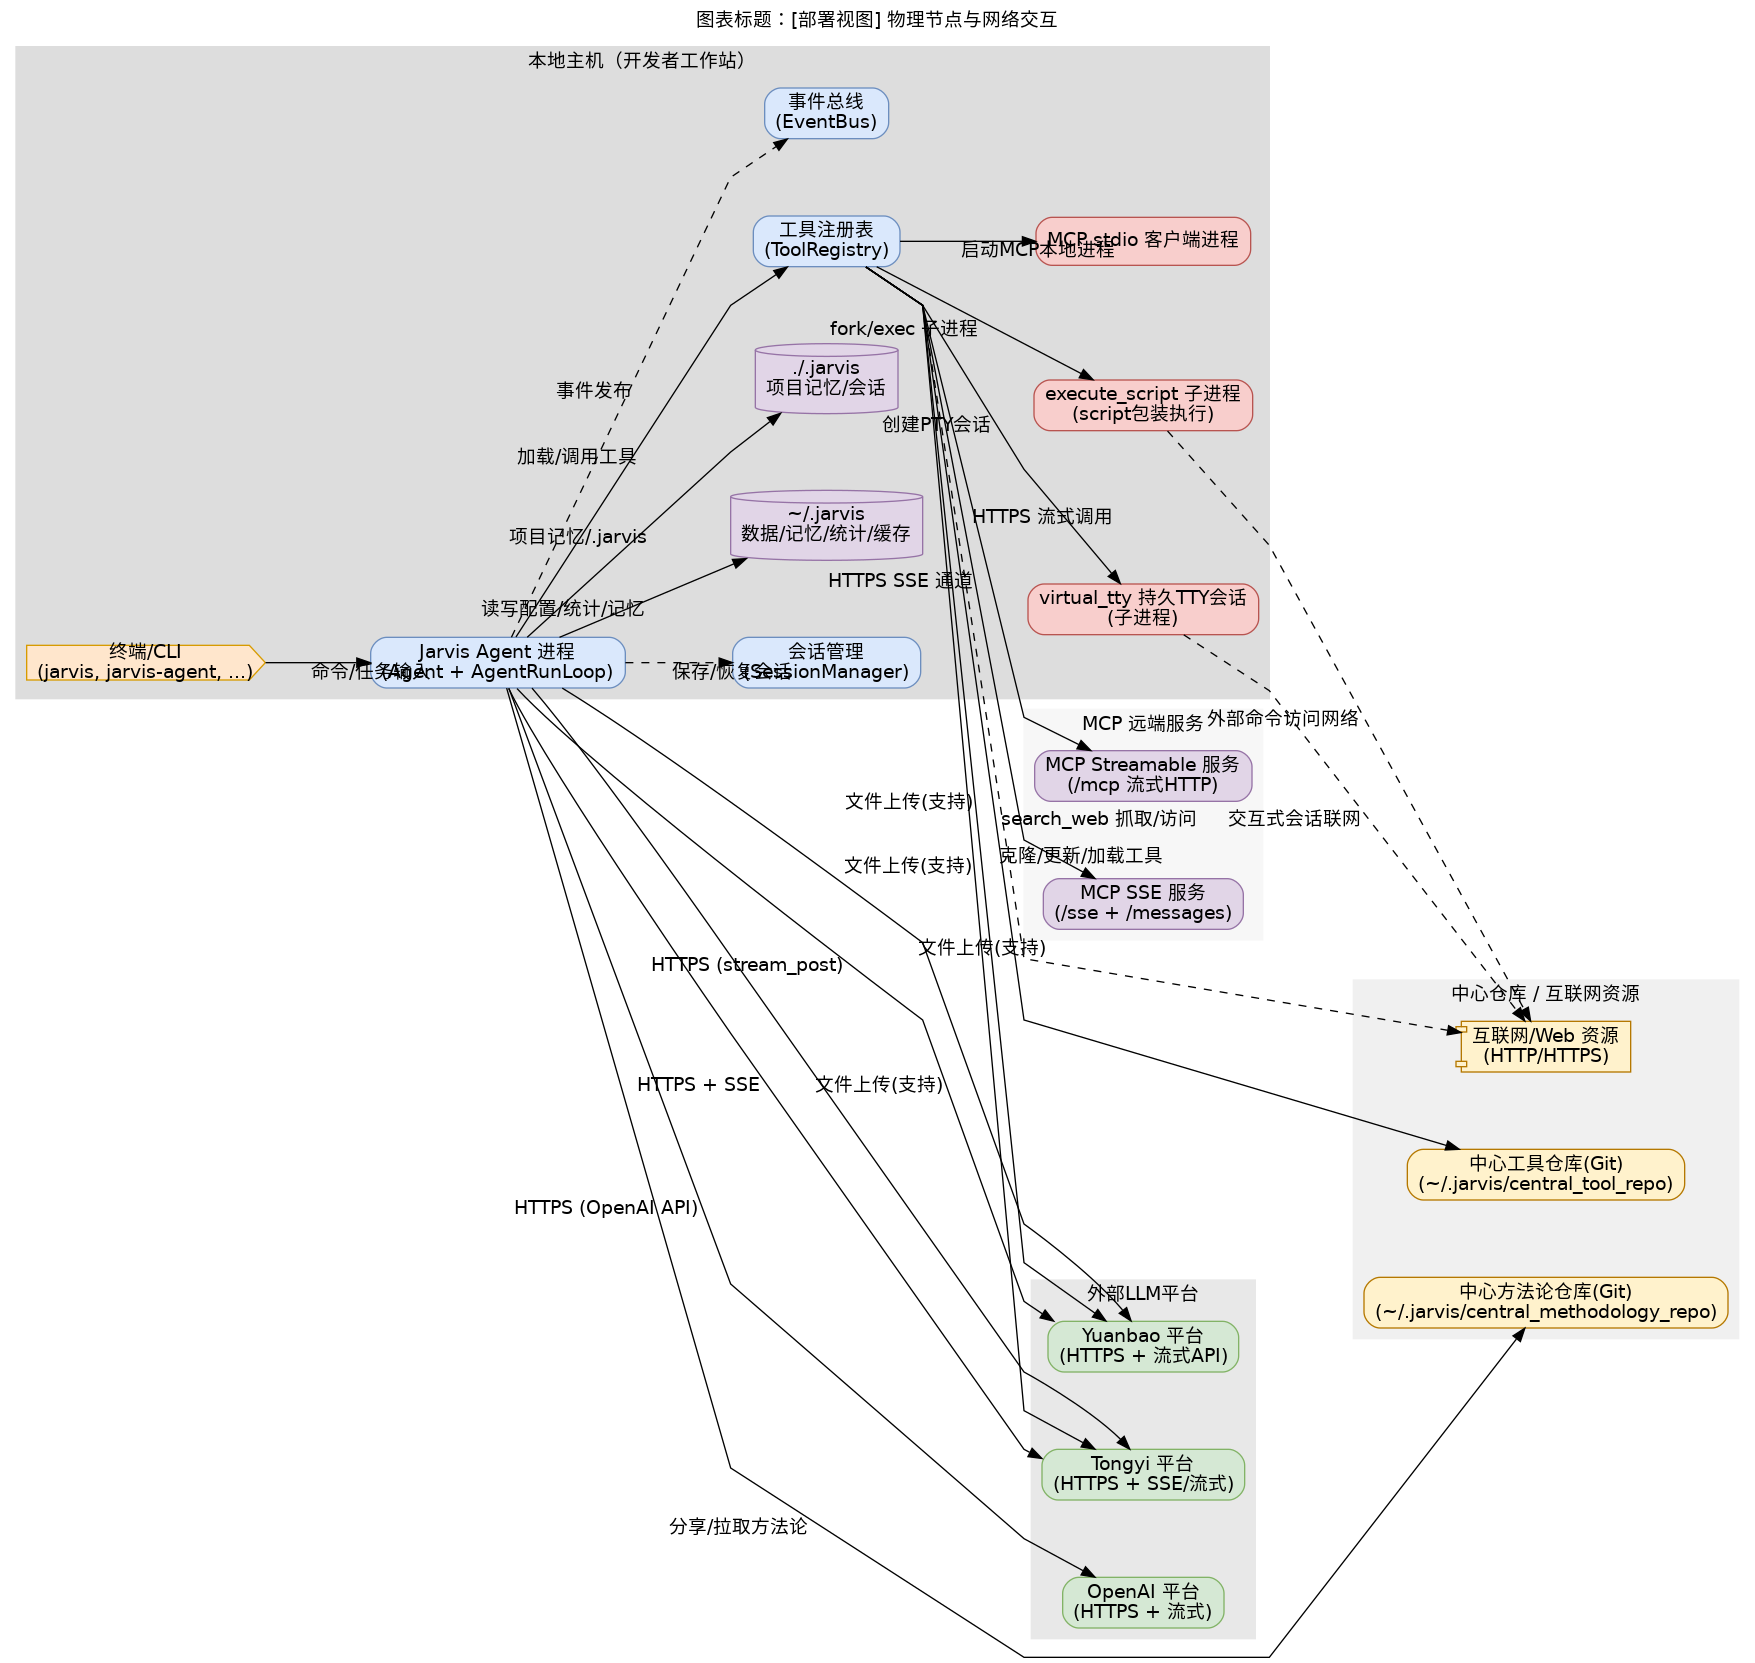 图表标题：[部署视图] 物理节点与网络交互
本地主机（开发者工作站）
事件总线
(EventBus)
工具注册表
(ToolRegistry)
MCP stdio 客户端进程
启动MCP本地进程
fork/exec 子进程
./.jarvis
项目记忆/会话
事件发布
execute_script 子进程
(script包装执行)
创建PTY会话
加载/调用工具
~/.jarvis
数据/记忆/统计/缓存
HTTPS 流式调用
项目记忆/.jarvis
HTTPS SSE 通道
virtual_tty 持久TTY会话
(子进程)
读写配置/统计/记忆
终端/CLI
(jarvis, jarvis-agent, ...)
命令/任务输入
Jarvis Agent 进程
(Agent + AgentRunLoop)
保存/恢复会话
会话管理
(SessionManager)
MCP 远端服务
外部命令访问网络
MCP Streamable 服务
(/mcp 流式HTTP)
文件上传(支持)
search_web 抓取/访问
交互式会话联网
克隆/更新/加载工具
文件上传(支持)
MCP SSE 服务
(/sse + /messages)
文件上传(支持)
HTTPS (stream_post)
中心仓库 / 互联网资源
互联网/Web 资源
(HTTP/HTTPS)
HTTPS + SSE
文件上传(支持)
中心工具仓库(Git)
(~/.jarvis/central_tool_repo)
HTTPS (OpenAI API)
外部LLM平台
中心方法论仓库(Git)
(~/.jarvis/central_methodology_repo)
Yuanbao 平台
(HTTPS + 流式API)
Tongyi 平台
(HTTPS + SSE/流式)
分享/拉取方法论
OpenAI 平台
(HTTPS + 流式)